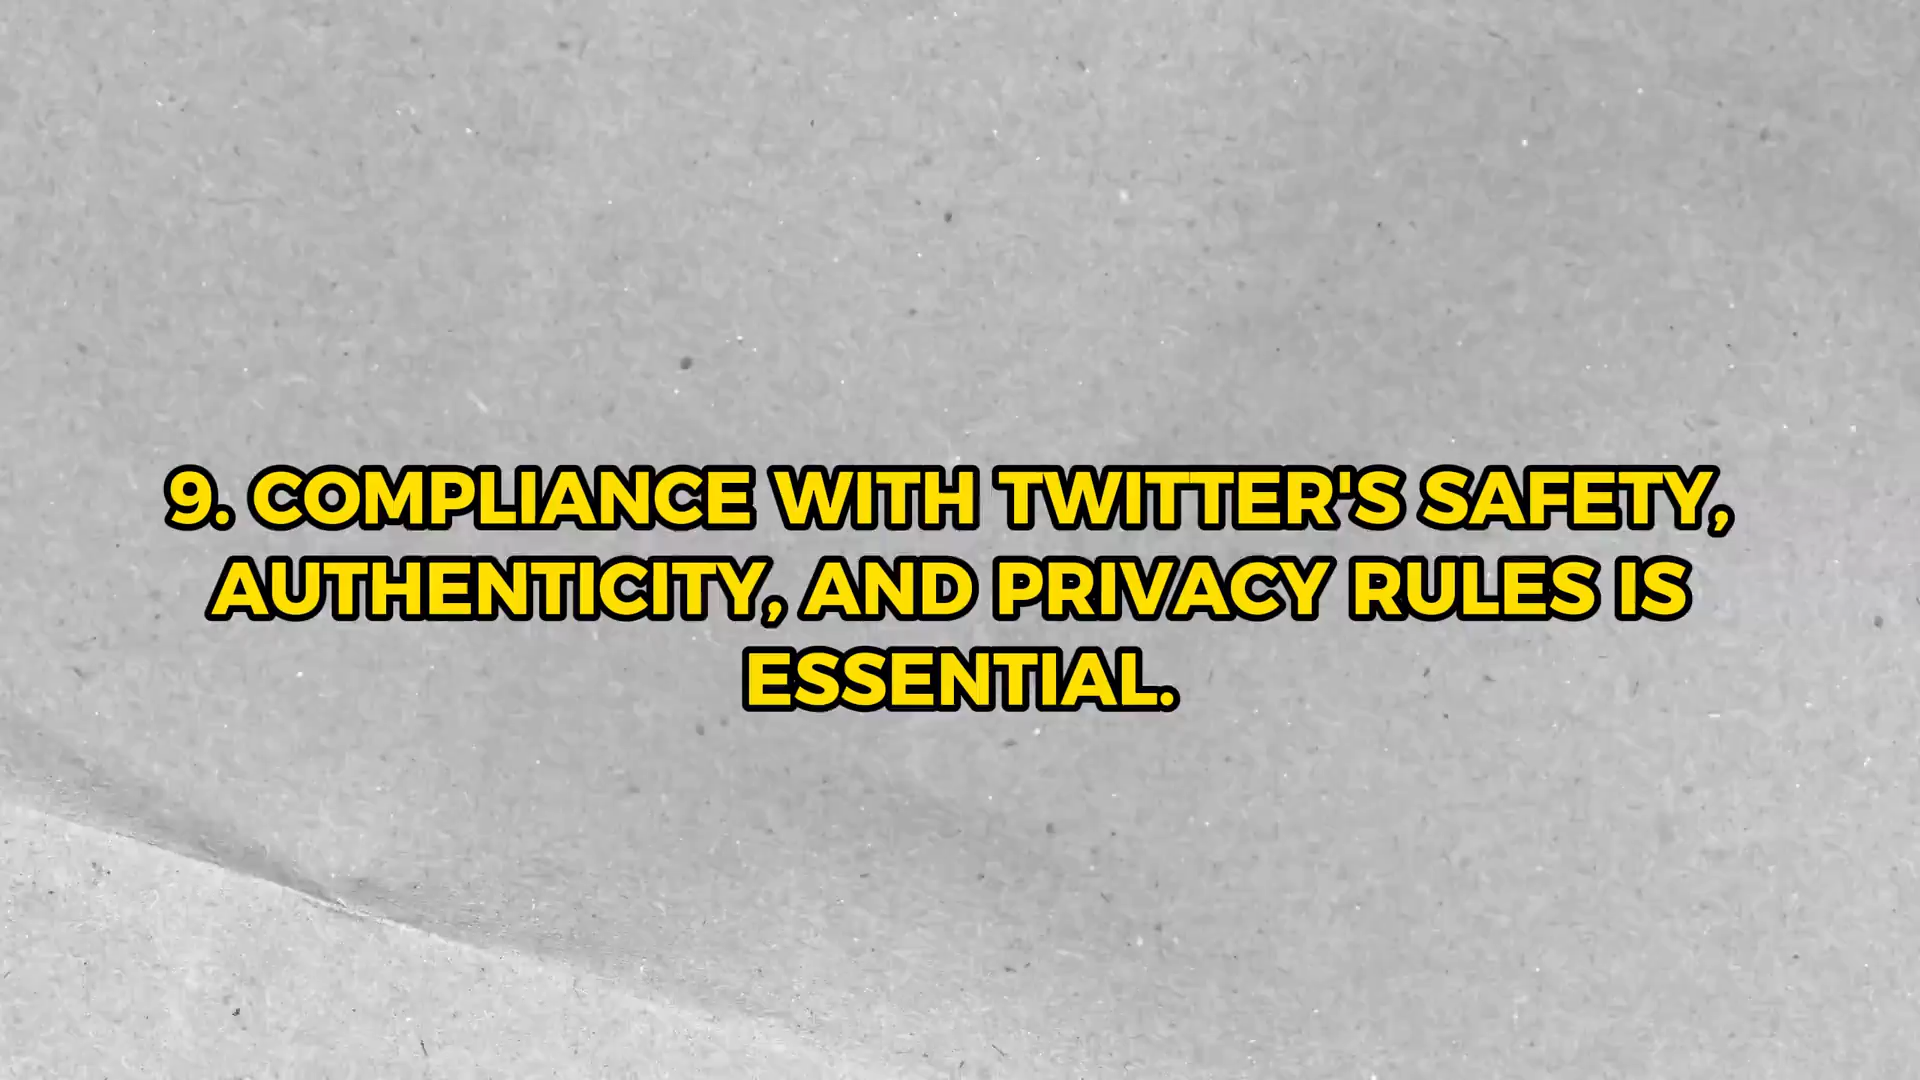 9. COMPLIANCE WITH TWITTER'S SAFETY,
AUTHENTICITY, AND PRIVACY RULES IS
ESSENTIAL.